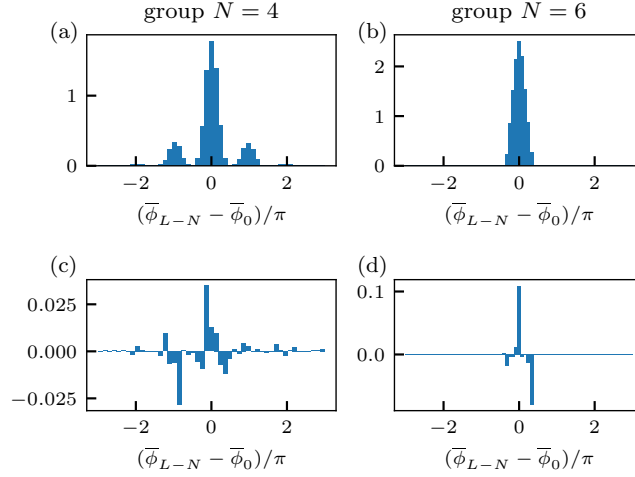 group N = 4
group N = 6
(a)
(b)
1
0
2
1
0
−2 0 2
−2 0 2
(ϕ̅_{L−N} − ϕ̅_0)/π
(ϕ̅_{L−N} − ϕ̅_0)/π
(c)
(d)
0.025
0.000
−0.025
0.1
0.0
−2 0 2
−2 0 2
(ϕ̅_{L−N} − ϕ̅_0)/π
(ϕ̅_{L−N} − ϕ̅_0)/π